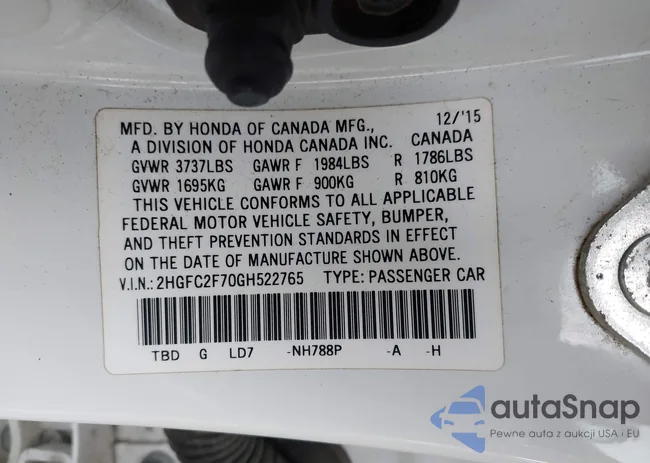 MFD. BY HONDA OF CANADA MFG., 12/'15
A DIVISION OF HONDA CANADA INC. CANADA
GVWR 3737LBS GAWR F 1984LBS R 1786LBS
GVWR 1695KG GAWR F 900KG R 810KG
THIS VEHICLE CONFORMS TO ALL APPLICABLE
FEDERAL MOTOR VEHICLE SAFETY, BUMPER,
AND THEFT PREVENTION STANDARDS IN EFFECT
ON THE DATE OF MANUFACTURE SHOWN ABOVE.
V.I.N.: 2HGFC2F70GH522765 TYPE: PASSENGER CAR
TBD G LD7 -NH788P -A -H
autaSnap
Pewne auta z aukcji USA i EU